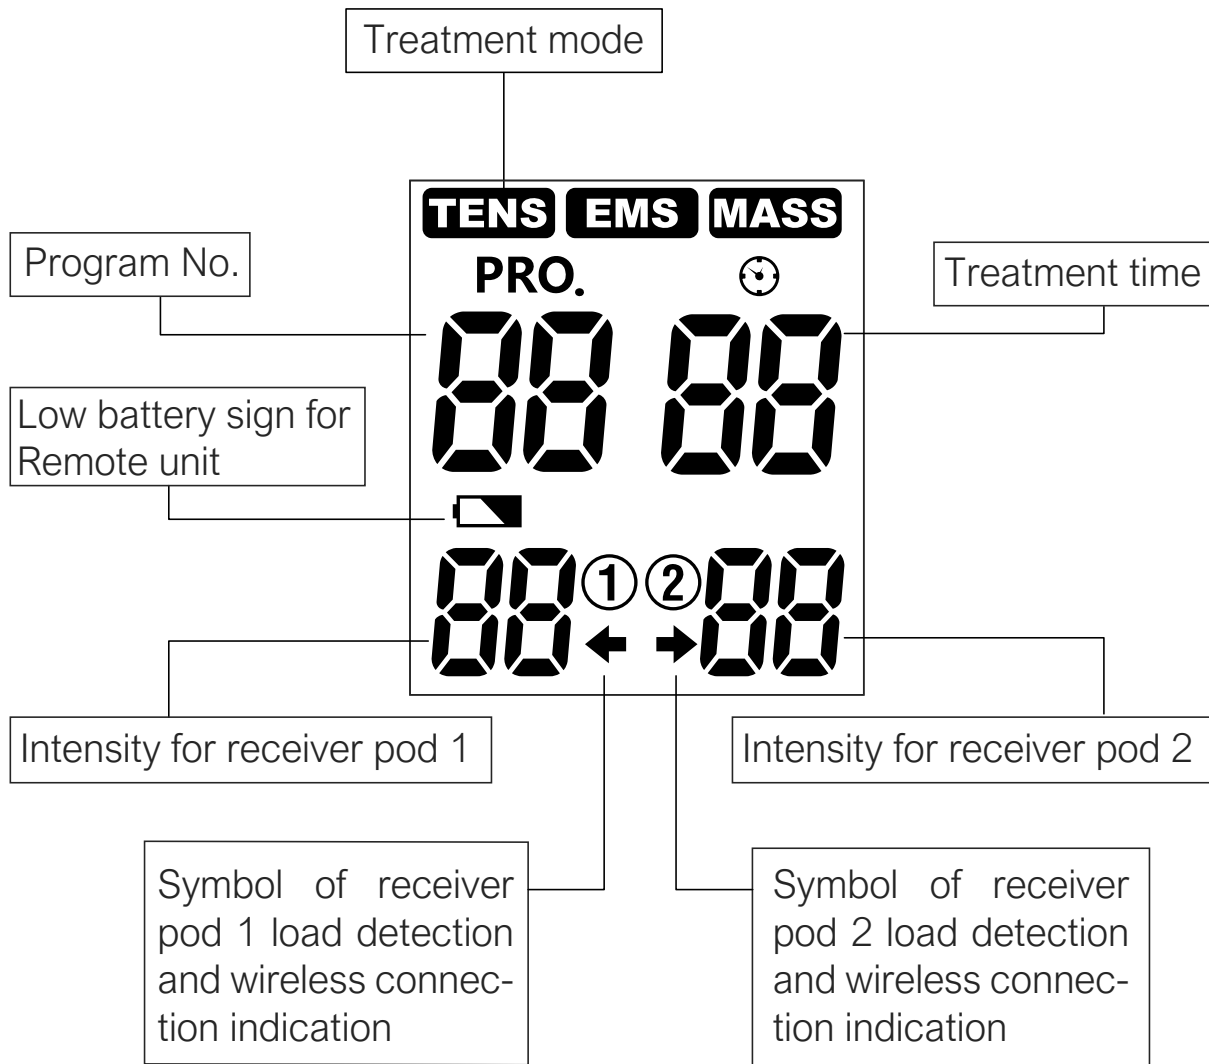 Treatment mode
TENS EMS MASS
Program No.
PRO.
Treatment time
88 88
Low battery sign for
Remote unit
88 1 2 88
Intensity for receiver pod 1
Intensity for receiver pod 2
Symbol of receiver
pod 1 load detection
and wireless connec-
tion indication
Symbol of receiver
pod 2 load detection
and wireless connec-
tion indication